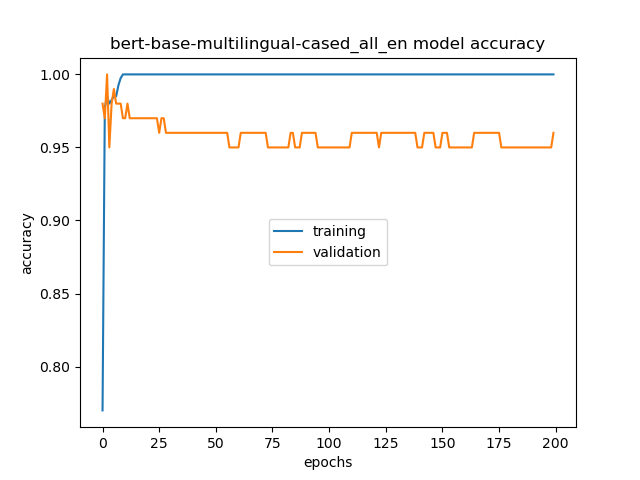 bert-base-multilingual-cased_all_en model accuracy
1.00
0.95
0.90
0.85
0.80
accuracy
training
validation
0 25 50 75 100 125 150 175 200
epochs